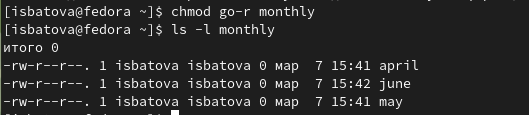 [isbatova@fedora ~]$ chmod go-r monthly
[isbatova@fedora ~]$ ls -l monthly
итого 0
-rw-r--r--. 1 isbatova isbatova 0 мар  7 15:41 april
-rw-r--r--. 1 isbatova isbatova 0 мар  7 15:42 june
-rw-r--r--. 1 isbatova isbatova 0 мар  7 15:41 may